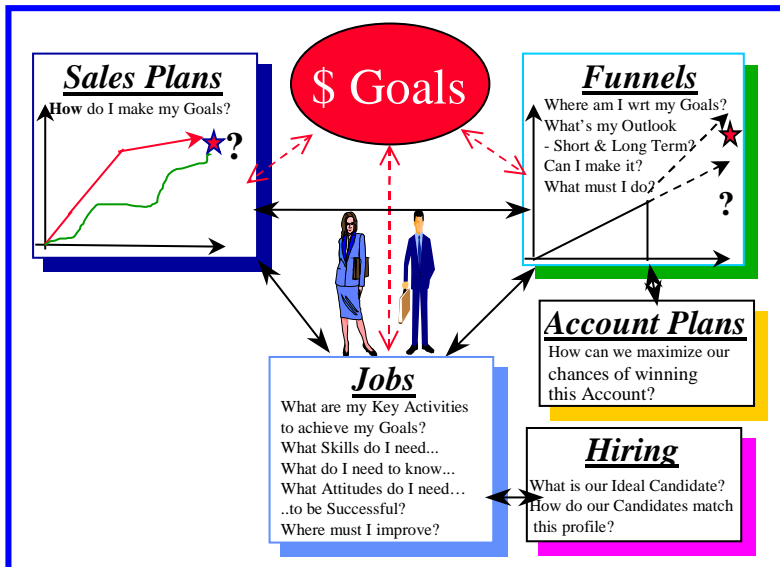 $ Goals
Sales Plans
How do I make my Goals?
?
Funnels
Where am I wrt my Goals?
What's my Outlook
- Short & Long Term?
Can I make it?
What must I do?
?
Account Plans
How can we maximize our
chances of winning
this Account?
Jobs
What are my Key Activities
to achieve my Goals?
What Skills do I need...
What do I need to know...
What Attitudes do I need…
..to be Successful?
Where must I improve?
Hiring
What is our Ideal Candidate?
How do our Candidates match
this profile?